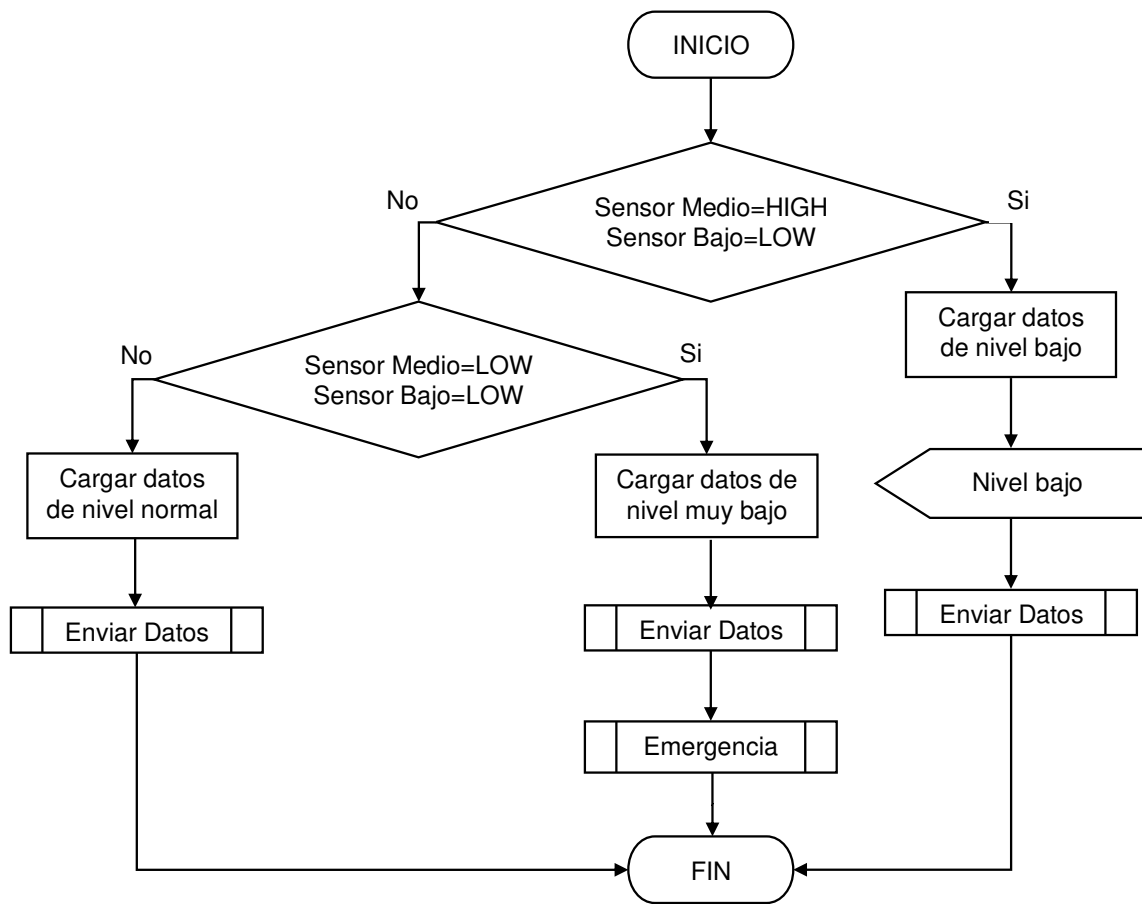 INICIO
No
Sensor Medio=HIGH
Sensor Bajo=LOW
Si
No
Sensor Medio=LOW
Sensor Bajo=LOW
Si
Cargar datos
de nivel bajo
Cargar datos
de nivel normal
Cargar datos de
nivel muy bajo
Nivel bajo
Enviar Datos
Enviar Datos
Enviar Datos
Emergencia
FIN